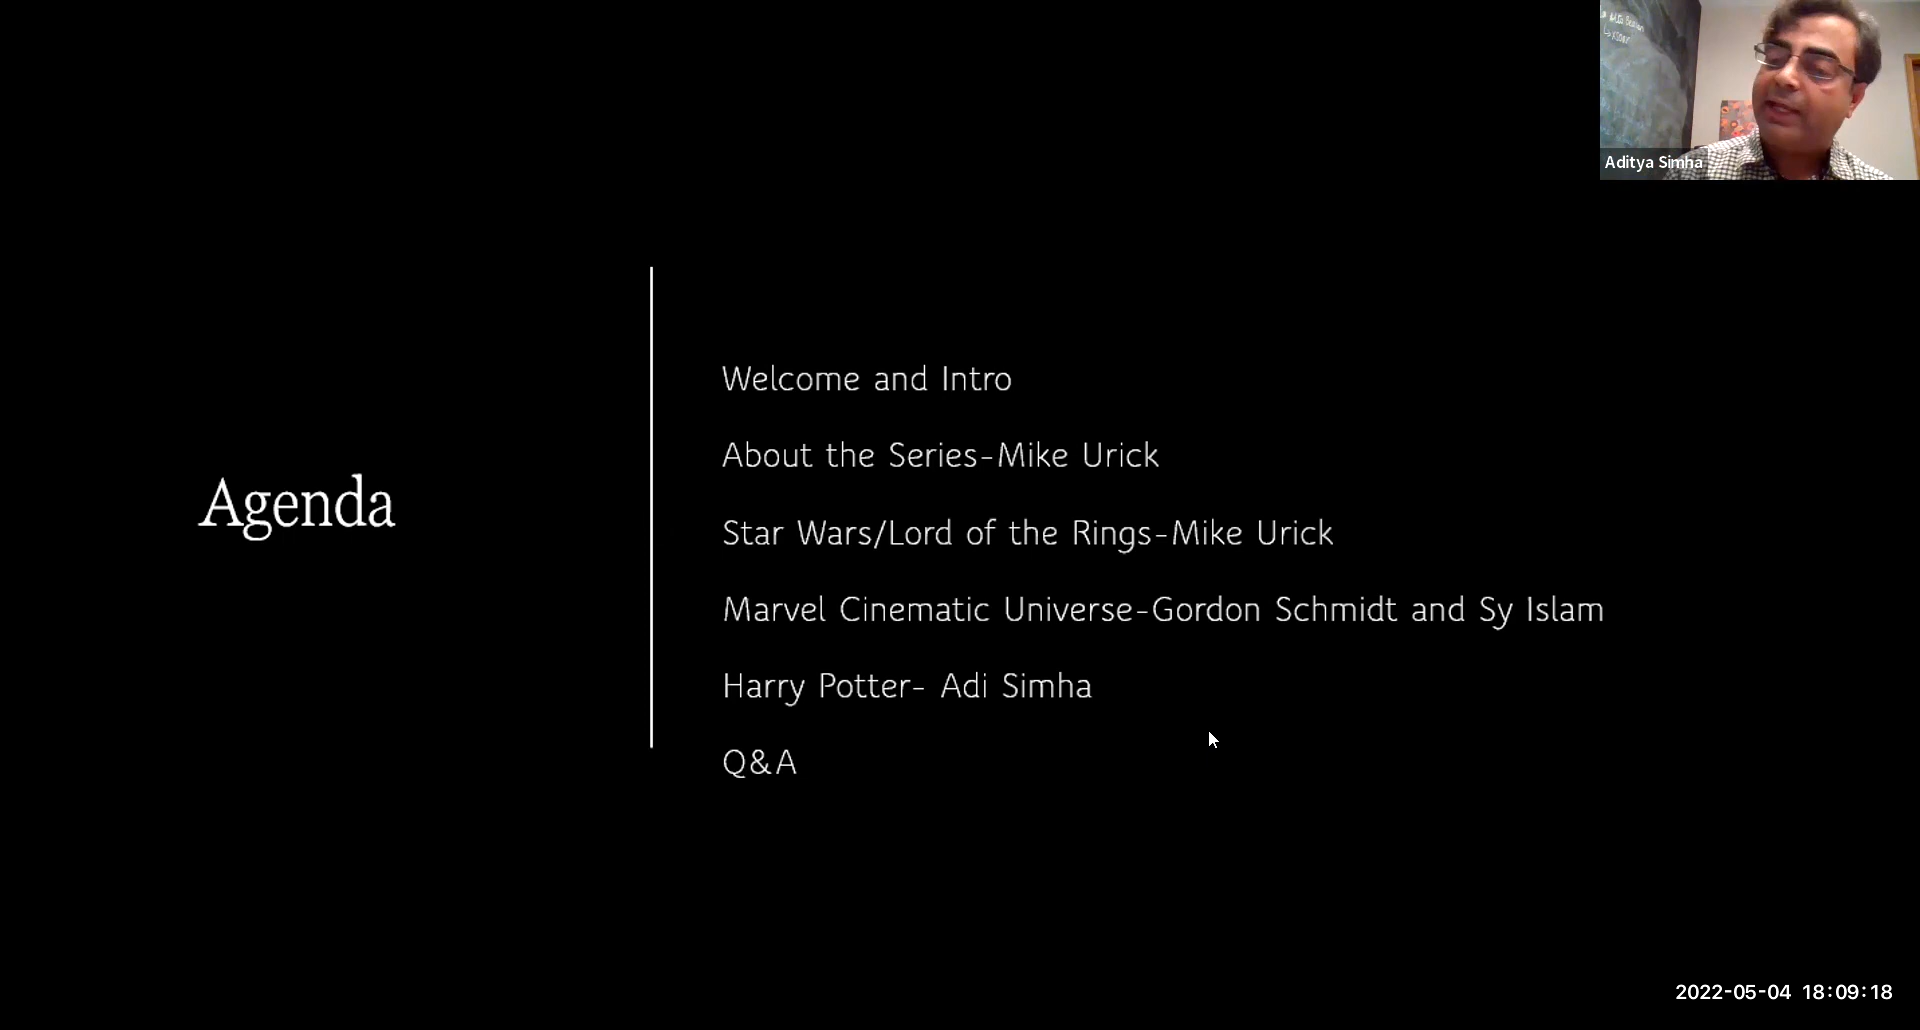 Aditya Simha
Agenda
Welcome and Intro
About the Series-Mike Urick
Star Wars/Lord of the Rings-Mike Urick
Marvel Cinematic Universe-Gordon Schmidt and Sy Islam
Harry Potter- Adi Simha
Q&A
2022-05-04 18:09:18